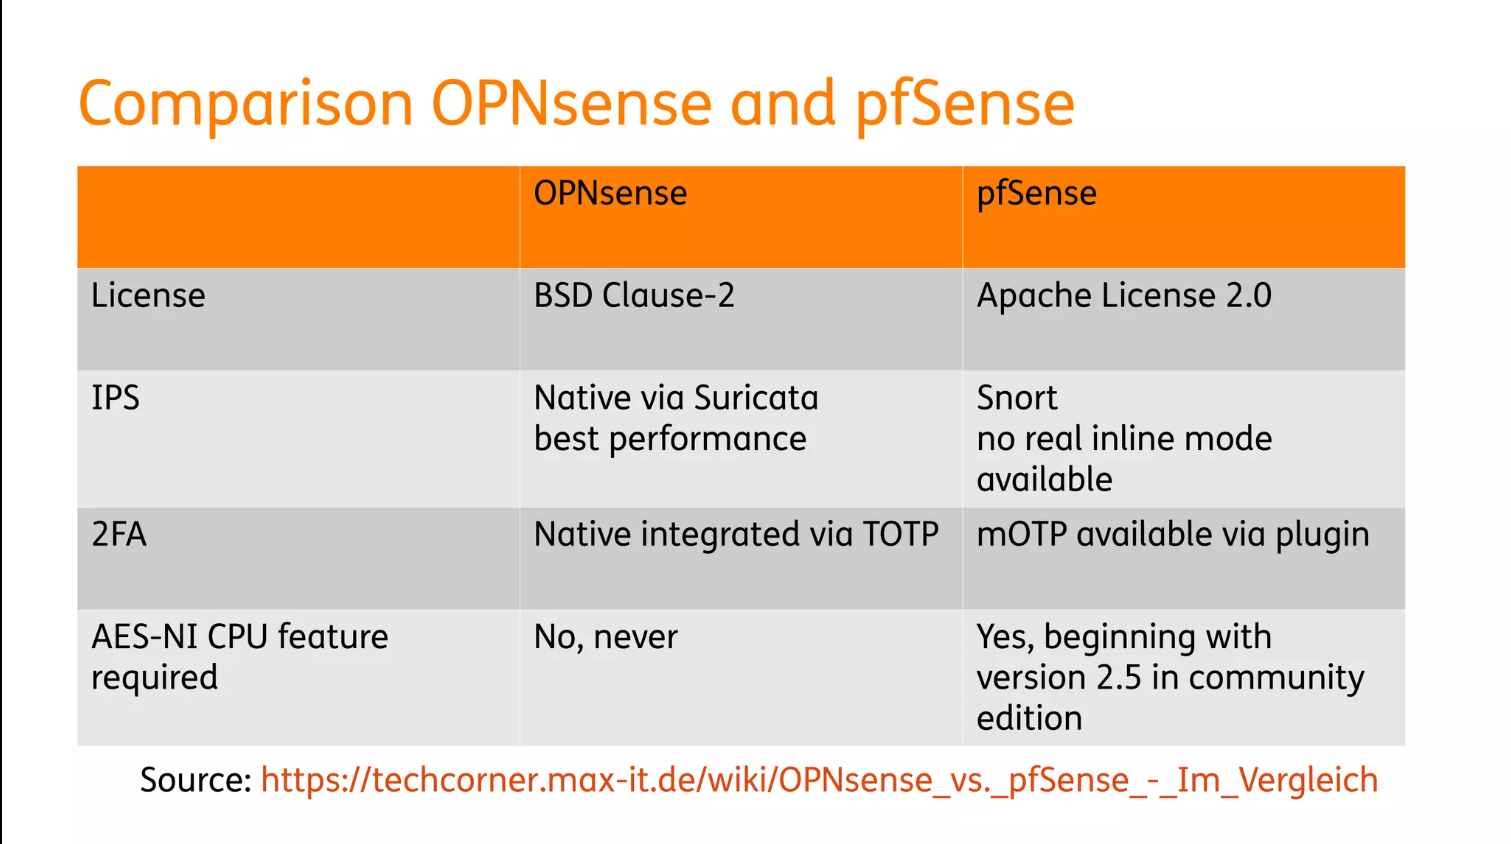 Comparison OPNsense and pfSense
OPNsense
pfSense
License
BSD Clause-2
Apache License 2.0
IPS
Native via Suricata
best performance
Snort
no real inline mode
available
2FA
Native integrated via TOTP
mOTP available via plugin
AES-NI CPU feature
required
No, never
Yes, beginning with
version 2.5 in community
edition
Source: https://techcorner.max-it.de/wiki/OPNsense_vs._pfSense_-_Im_Vergleich